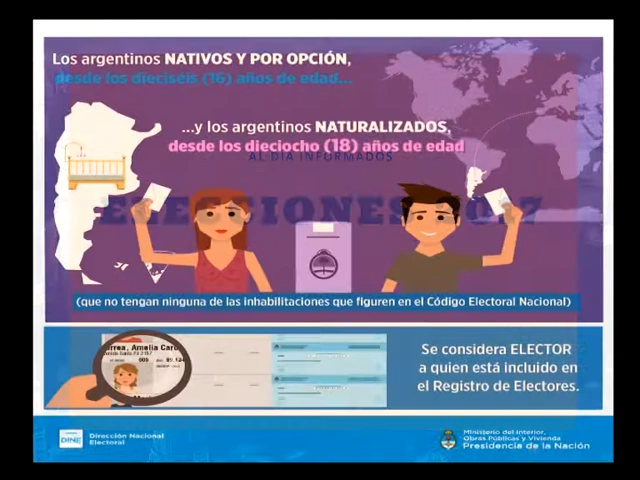 Los argentinos NATIVOS Y POR OPCIÓN,
desde los dieciséis (16) años de edad...
...y los argentinos NATURALIZADOS,
desde los dieciocho (18) años de edad
AL DÍA INFORMADOS
ELECCIONES 2017
(que no tengan ninguna de las inhabilitaciones que figuren en el Código Electoral Nacional)
Amelia
Se considera ELECTOR
a quien está incluido en
el Registro de Electores.
DINE
Dirección Nacional
Electoral
Ministerio del Interior,
Obras Públicas y Vivienda
Presidencia de la Nación